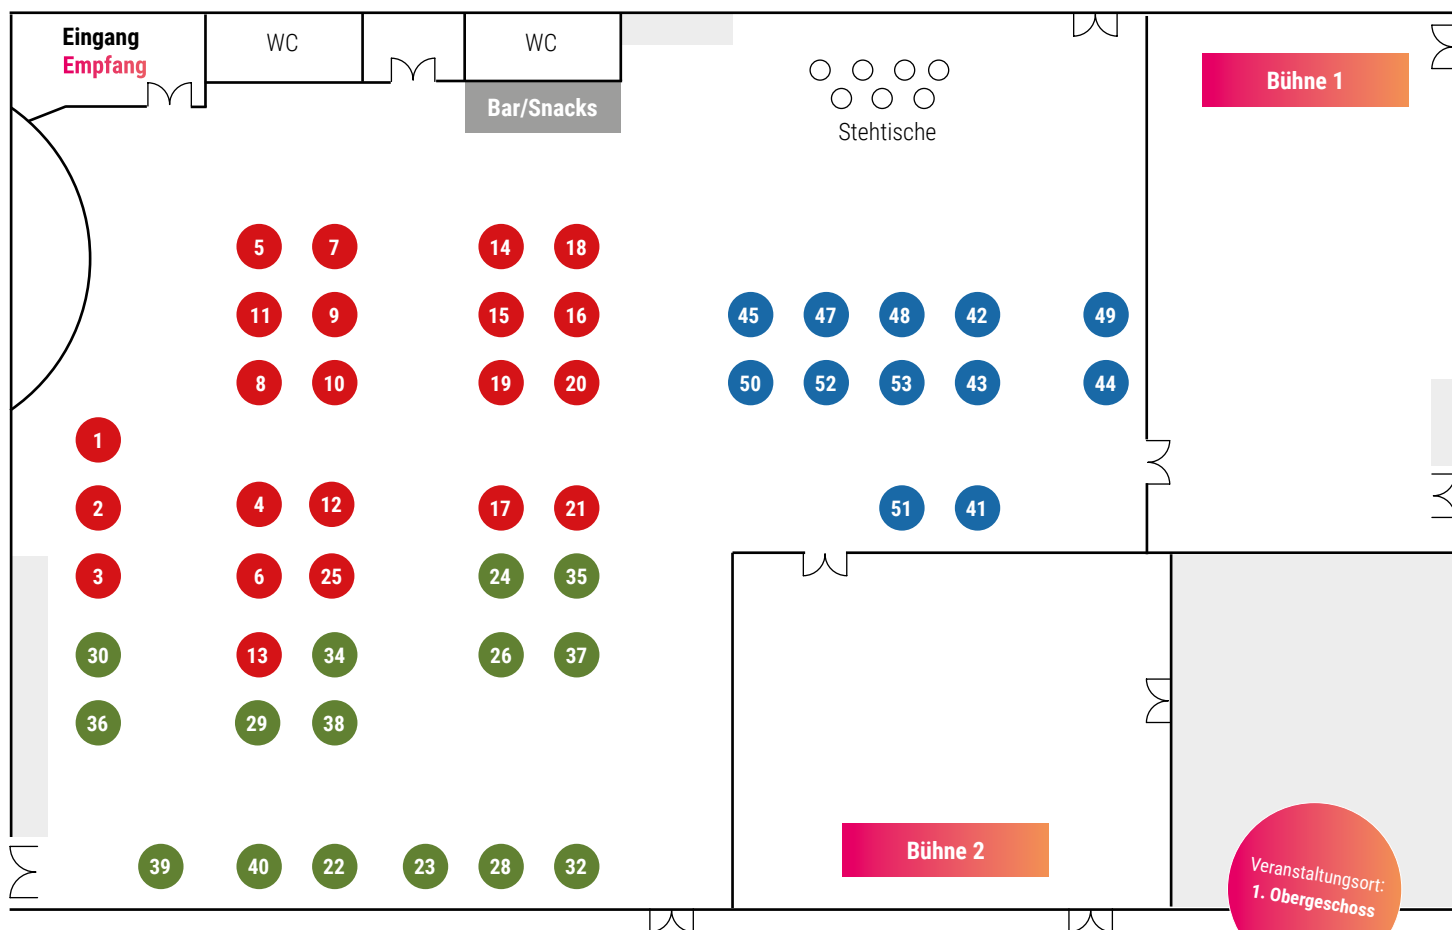 Eingang
Empfang
WC
WC
Bar/Snacks
Stehtische
Bühne 1
5 7 14 18
11 9 15 16 45 47 48 42 49
8 10 19 20 50 52 53 43 44
1
2 4 12 17 21 51 41
3 6 25 24 35
30 13 34 26 37
36 29 38
39 40 22 23 28 32
Bühne 2
Veranstaltungsort:
1. Obergeschoss